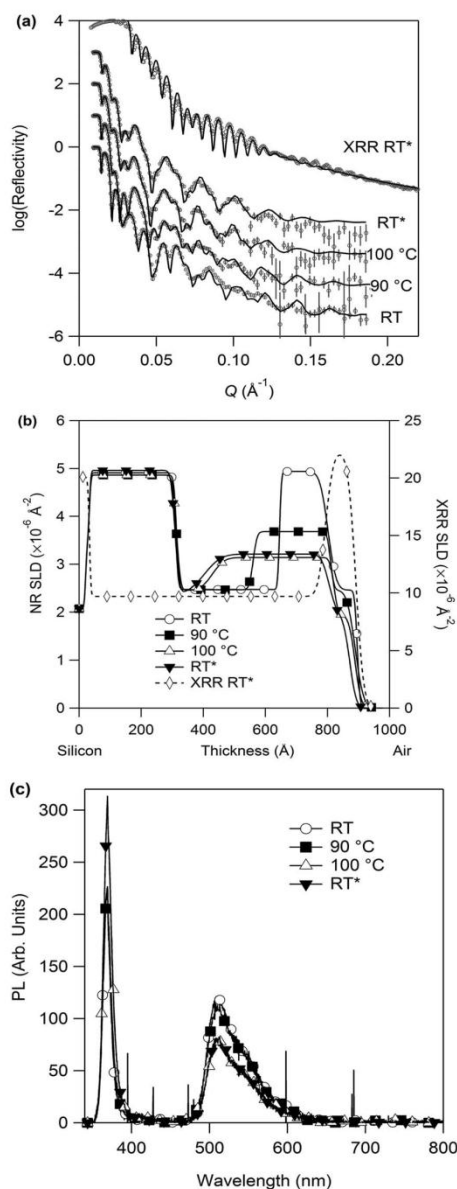 (a)
4
2
0
-2
-4
-6
log(Reflectivity)
XRR RT*
RT*
100 °C
90 °C
RT
0.00
0.05
0.10
0.15
0.20
Q (Å⁻¹)
(b)
6
5
4
3
2
1
0
NR SLD (×10⁻⁶ Å⁻²)
25
20
15
10
5
0
XRR SLD (×10⁻⁶ Å⁻²)
RT
90 °C
100 °C
RT*
XRR RT*
0
200
400
600
800
1000
Silicon
Thickness (Å)
Air
(c)
300
250
200
150
100
50
0
PL (Arb. Units)
RT
90 °C
100 °C
RT*
400
500
600
700
800
Wavelength (nm)